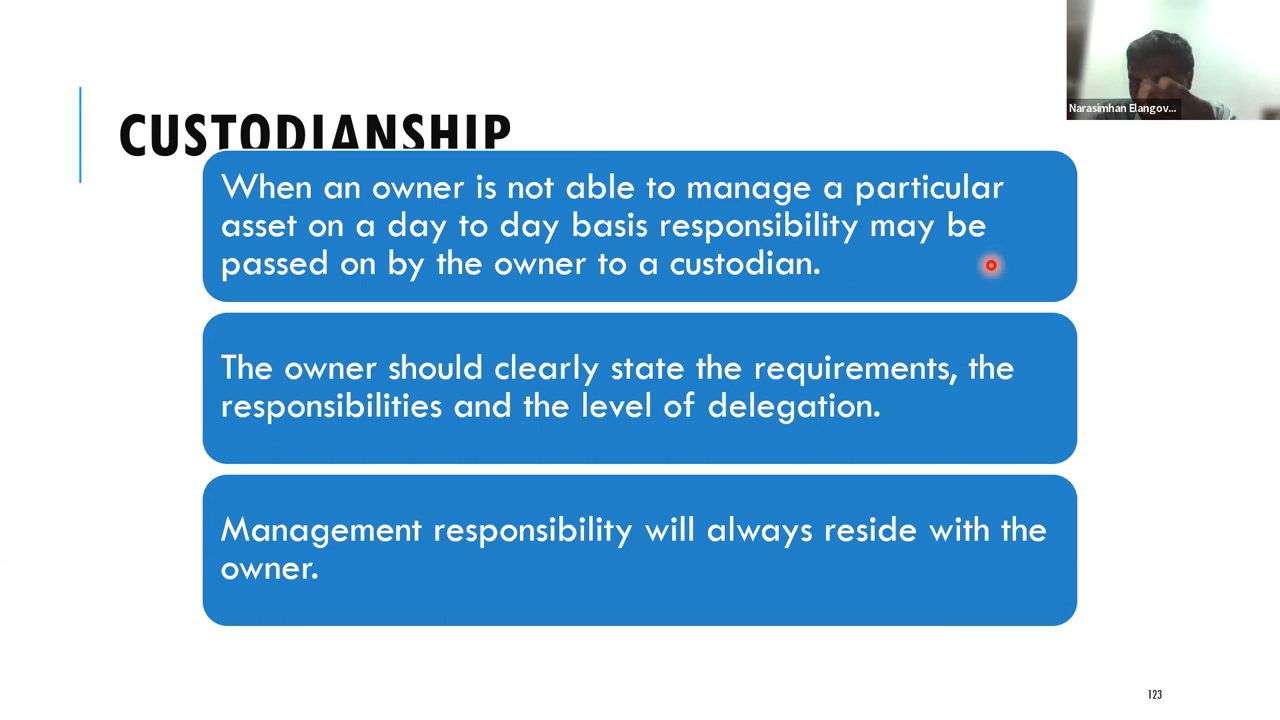 Narasimhan Elangov...
CUSTODIANSHIP
When an owner is not able to manage a particular
asset on a day to day basis responsibility may be
passed on by the owner to a custodian.
The owner should clearly state the requirements, the
responsibilities and the level of delegation.
Management responsibility will always reside with the
owner.
123